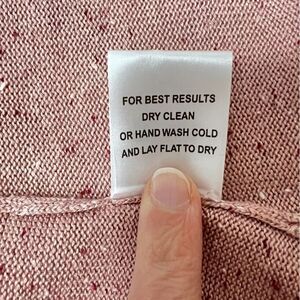 FOR BEST RESULTS
DRY CLEAN
OR HAND WASH COLD
AND LAY FLAT TO DRY